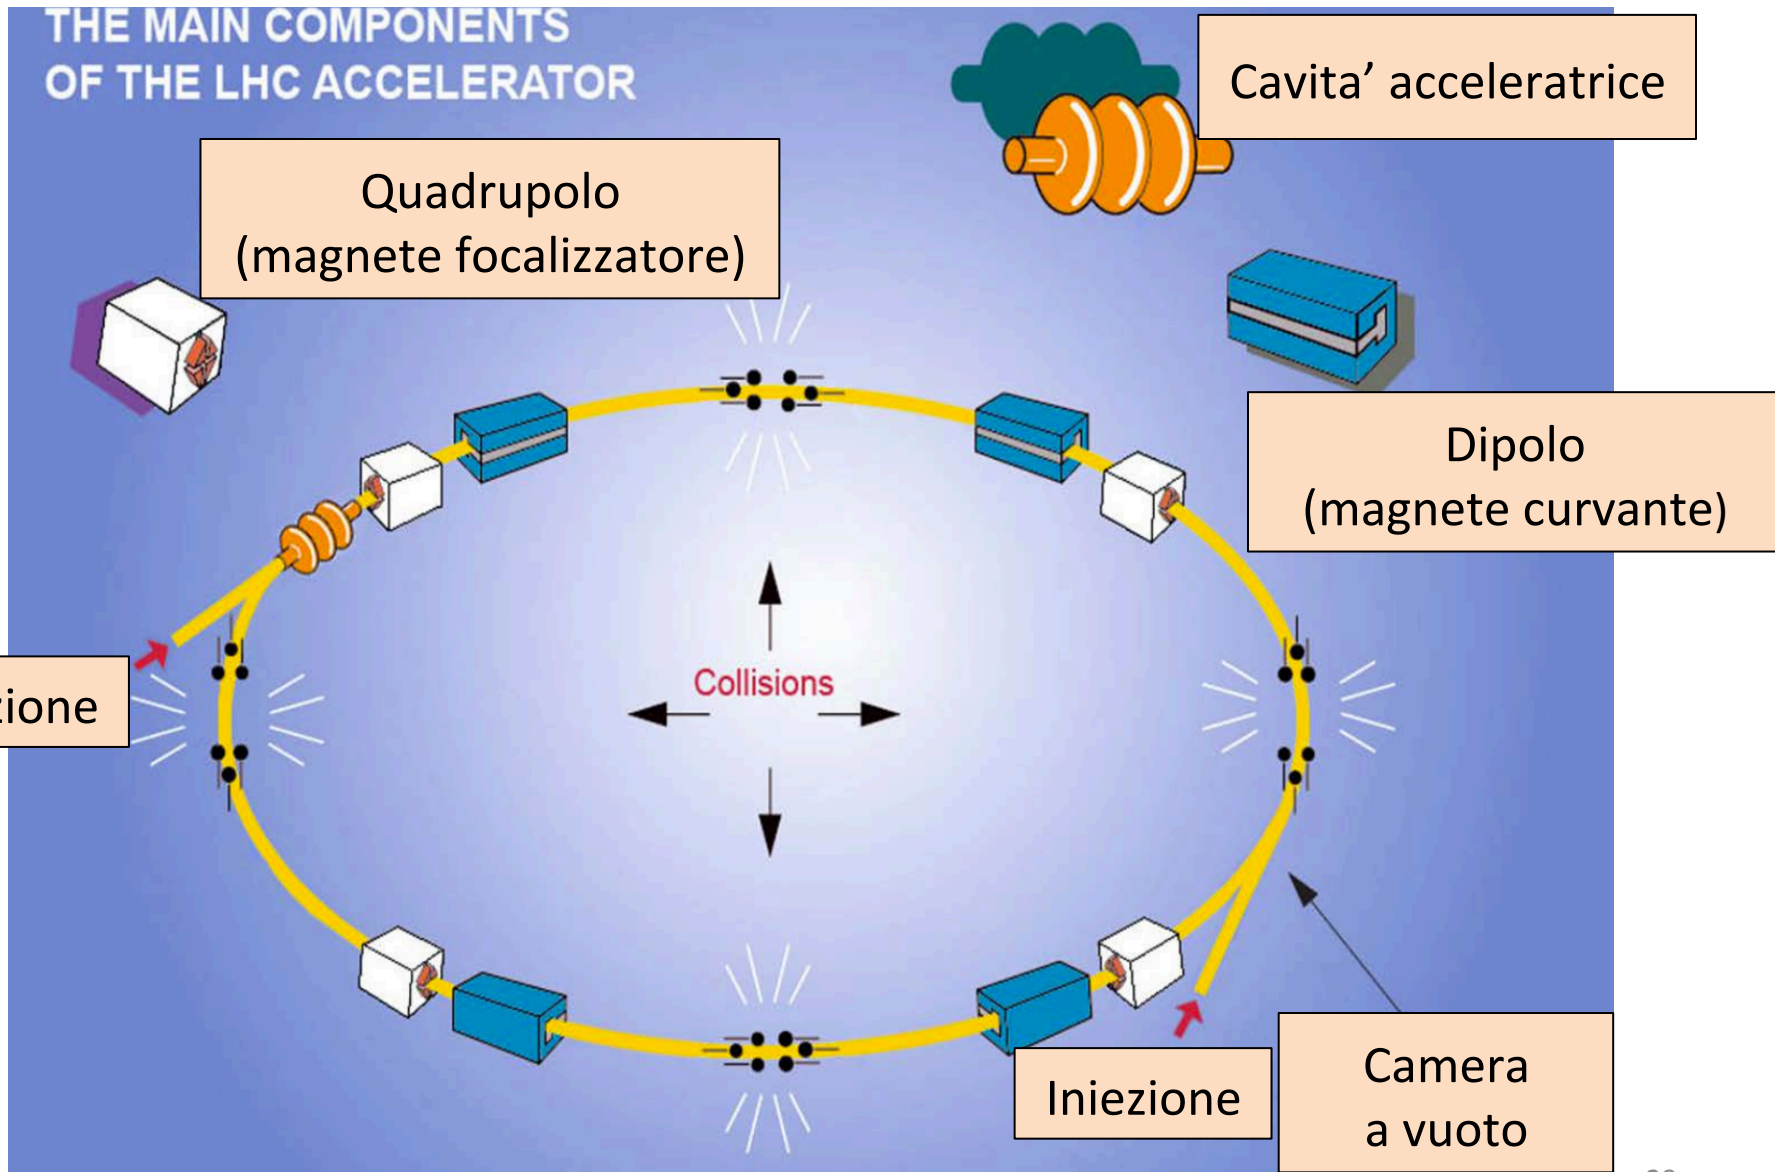 THE MAIN COMPONENTS
OF THE LHC ACCELERATOR
Cavita’ acceleratrice
Quadrupolo
(magnete focalizzatore)
Dipolo
(magnete curvante)
Collisions
zione
Iniezione
Camera
a vuoto